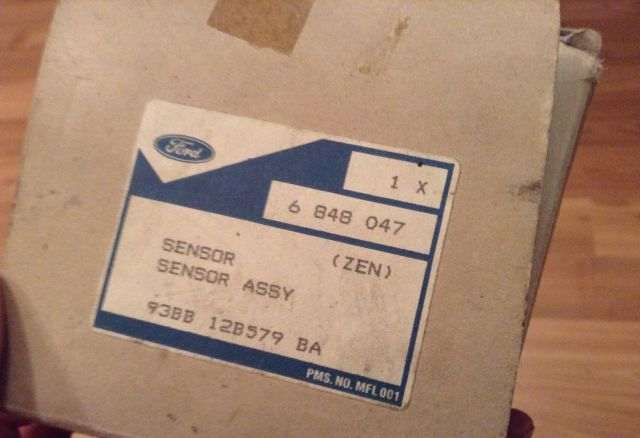 Ford
1 X
6 848 047
SENSOR (ZEN)
SENSOR ASSY
93BB 12B579 BA
PMS. NO. MFL 001